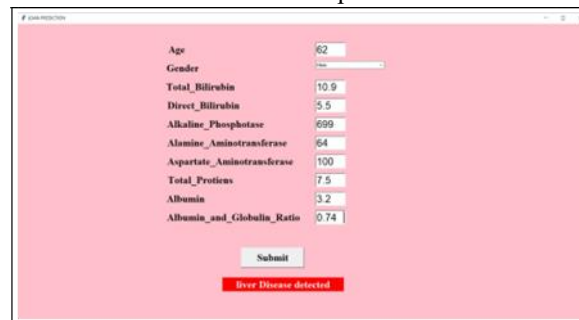 Age 62
Gender Male
Total_Bilirubin 10.9
Direct_Bilirubin 5.5
Alkaline_Phosphotase 699
Alamine_Aminotransferase 64
Aspartate_Aminotransferase 100
Total_Protiens 7.5
Albumin 3.2
Albumin_and_Globulin_Ratio 0.74
Submit
liver Disease detected